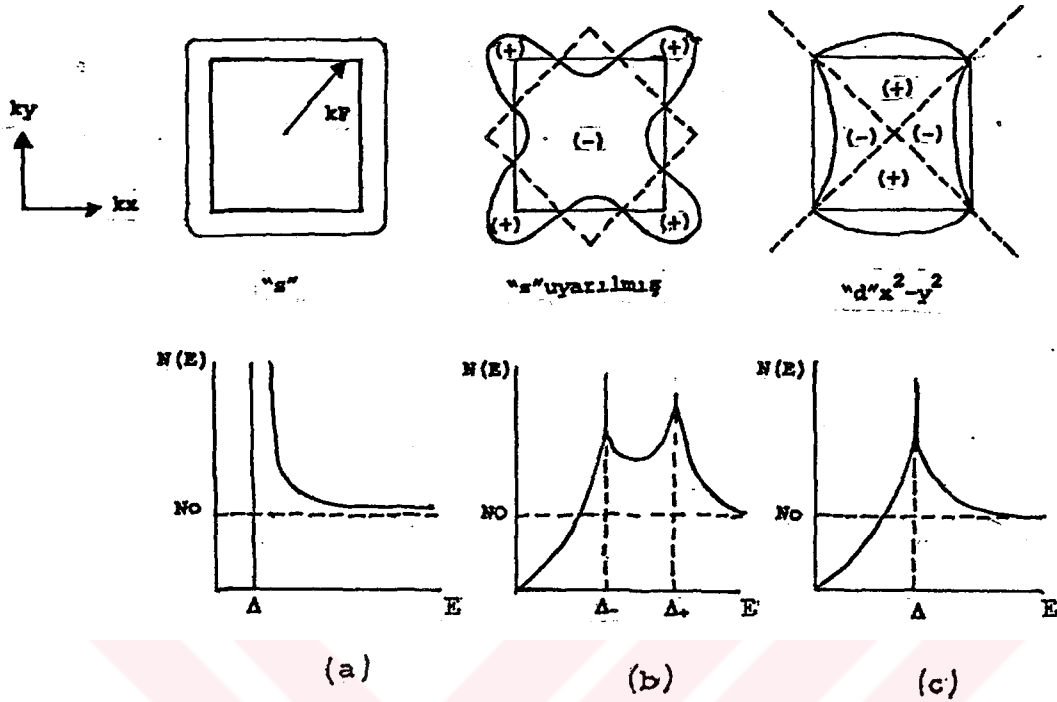 ky
kx
kF
(+)
(+)
(-)
(+)
(+)
(+)
(-)
(-)
(+)
"s"
"s"uyarılmış
"d"x²-y²
N(E)
No
Δ
E
N(E)
No
Δ-
Δ+
E
N(E)
No
Δ
E
(a)
(b)
(c)